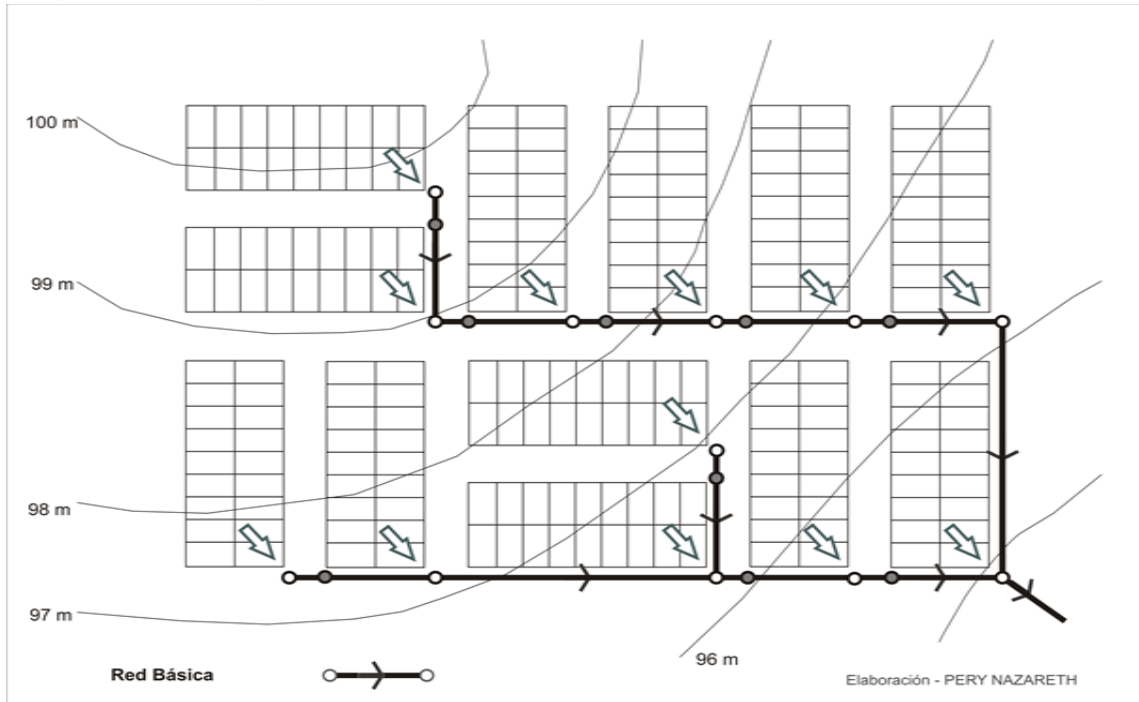 100 m
99 m
98 m
97 m
96 m
Red Básica
Elaboración - PERY NAZARETH